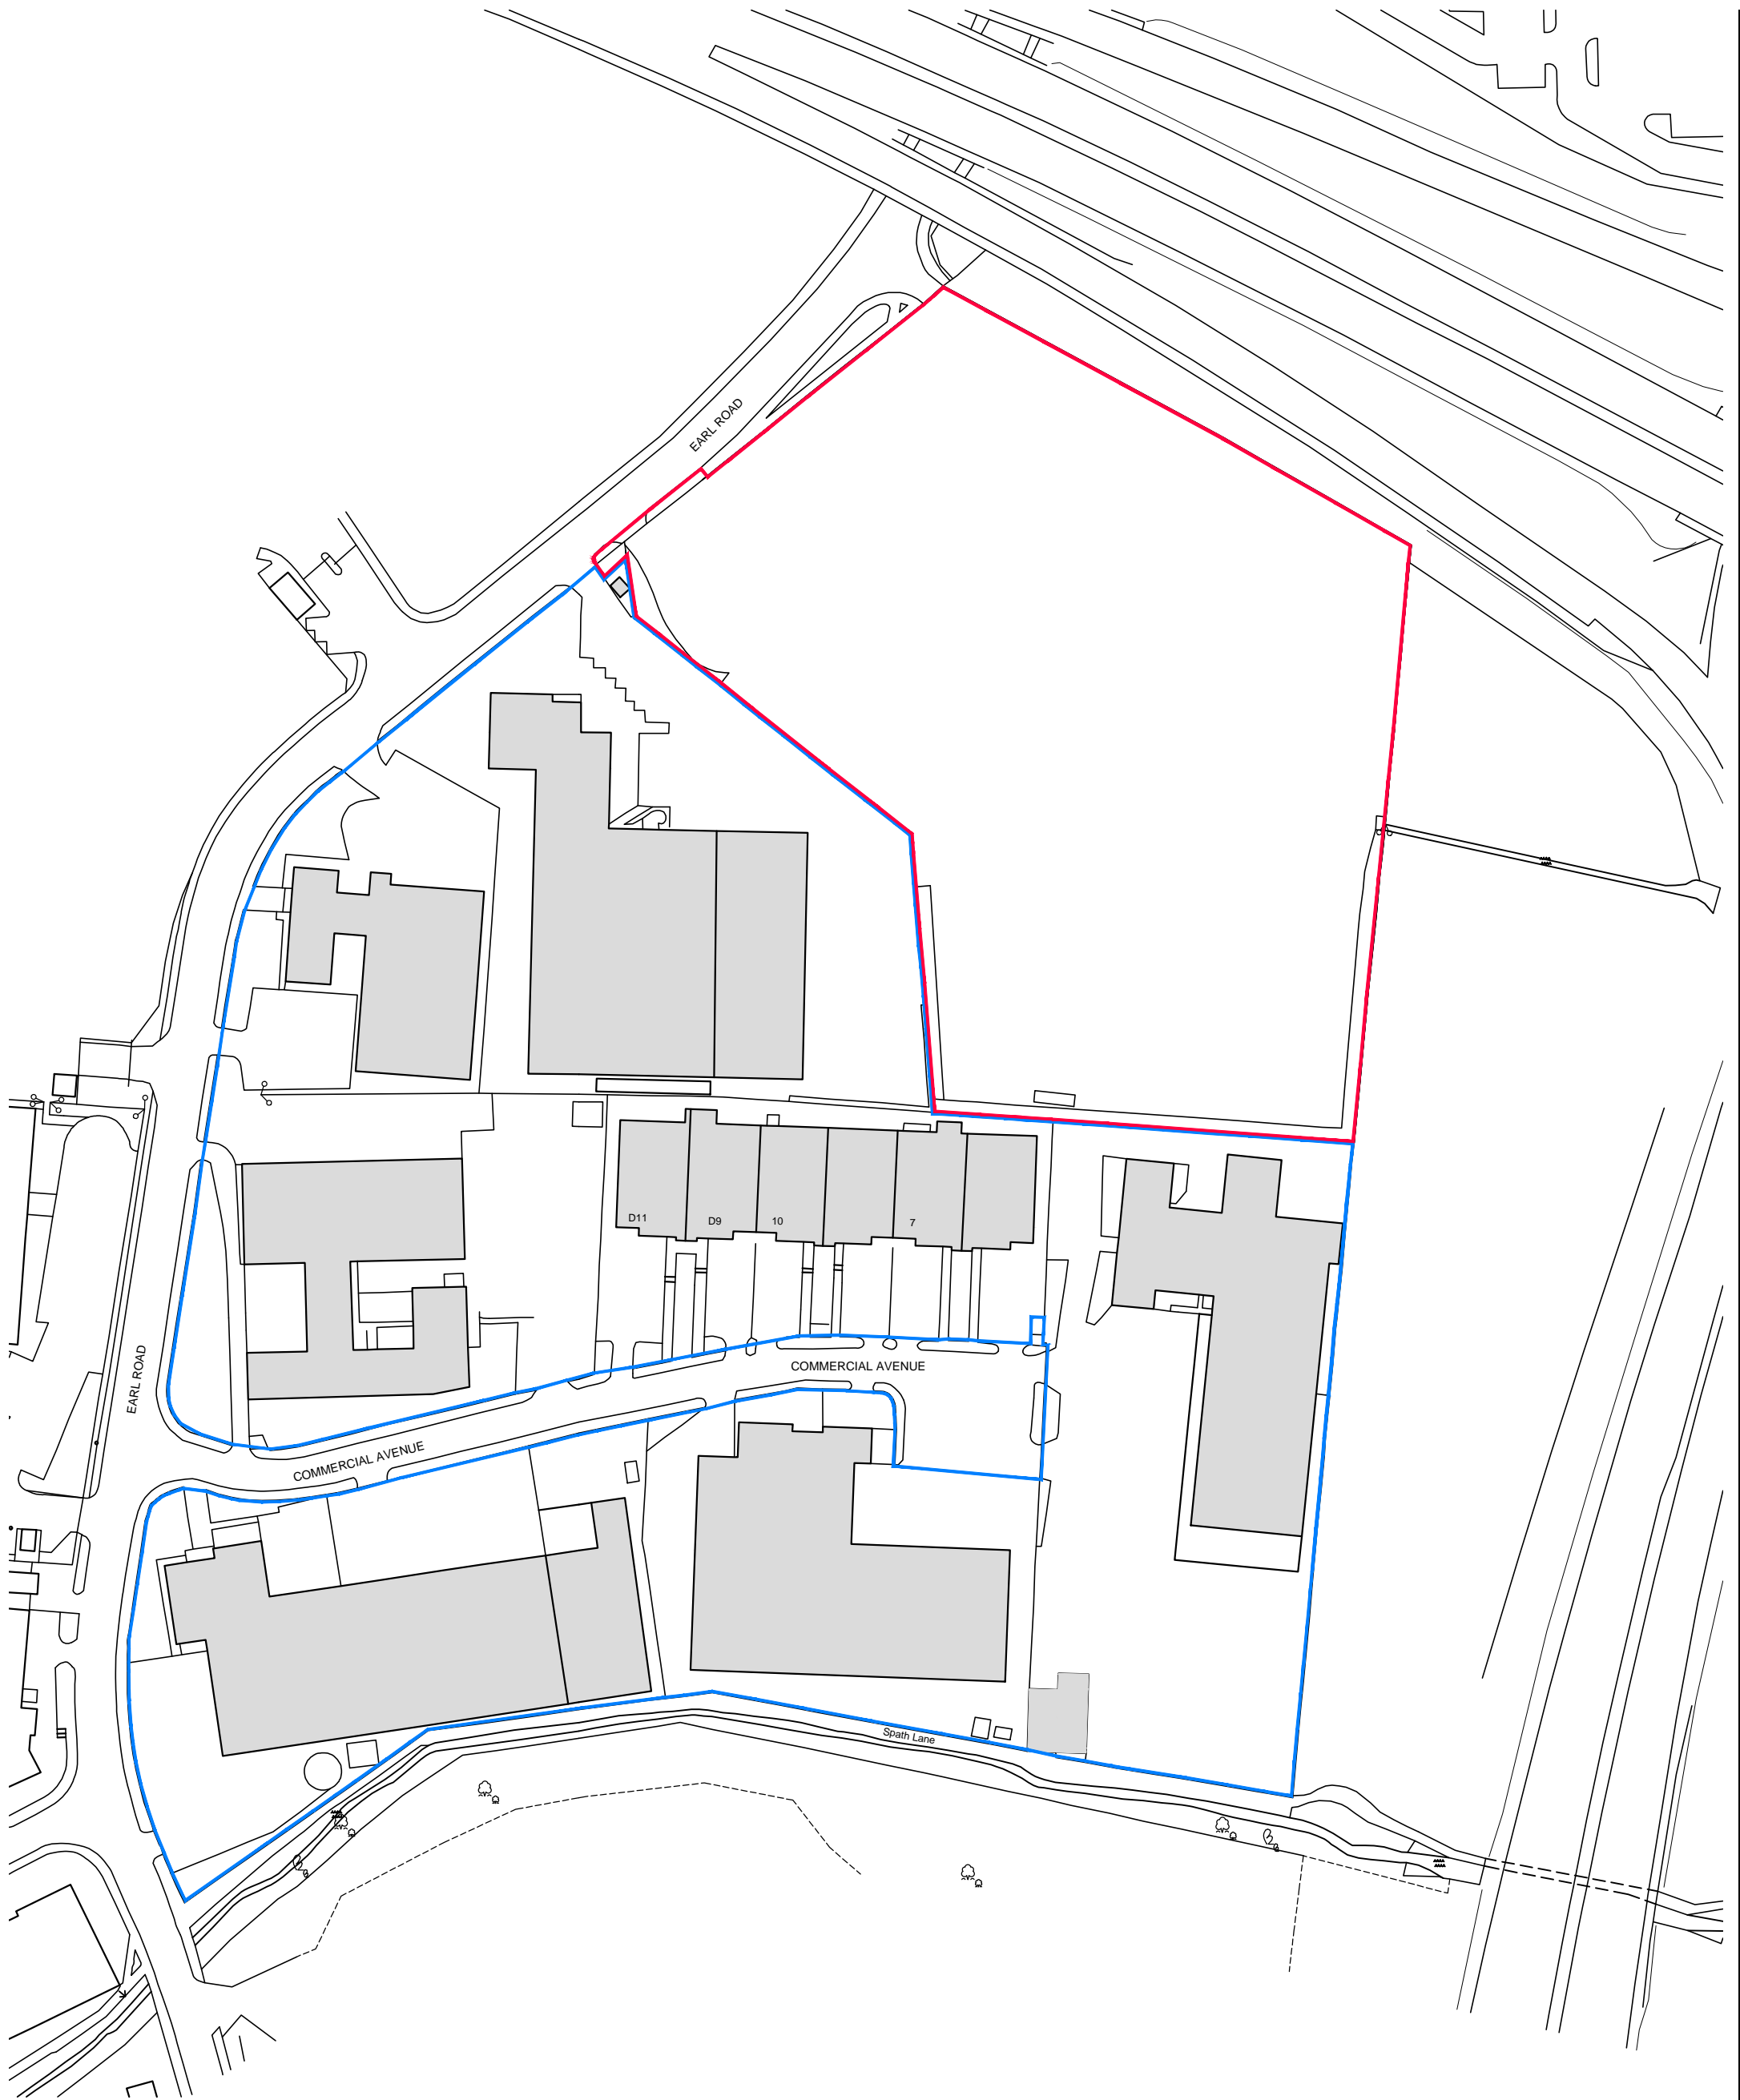 EARL ROAD
D11
D9
10
7
COMMERCIAL AVENUE
EARL ROAD
COMMERCIAL AVENUE
Spath Lane